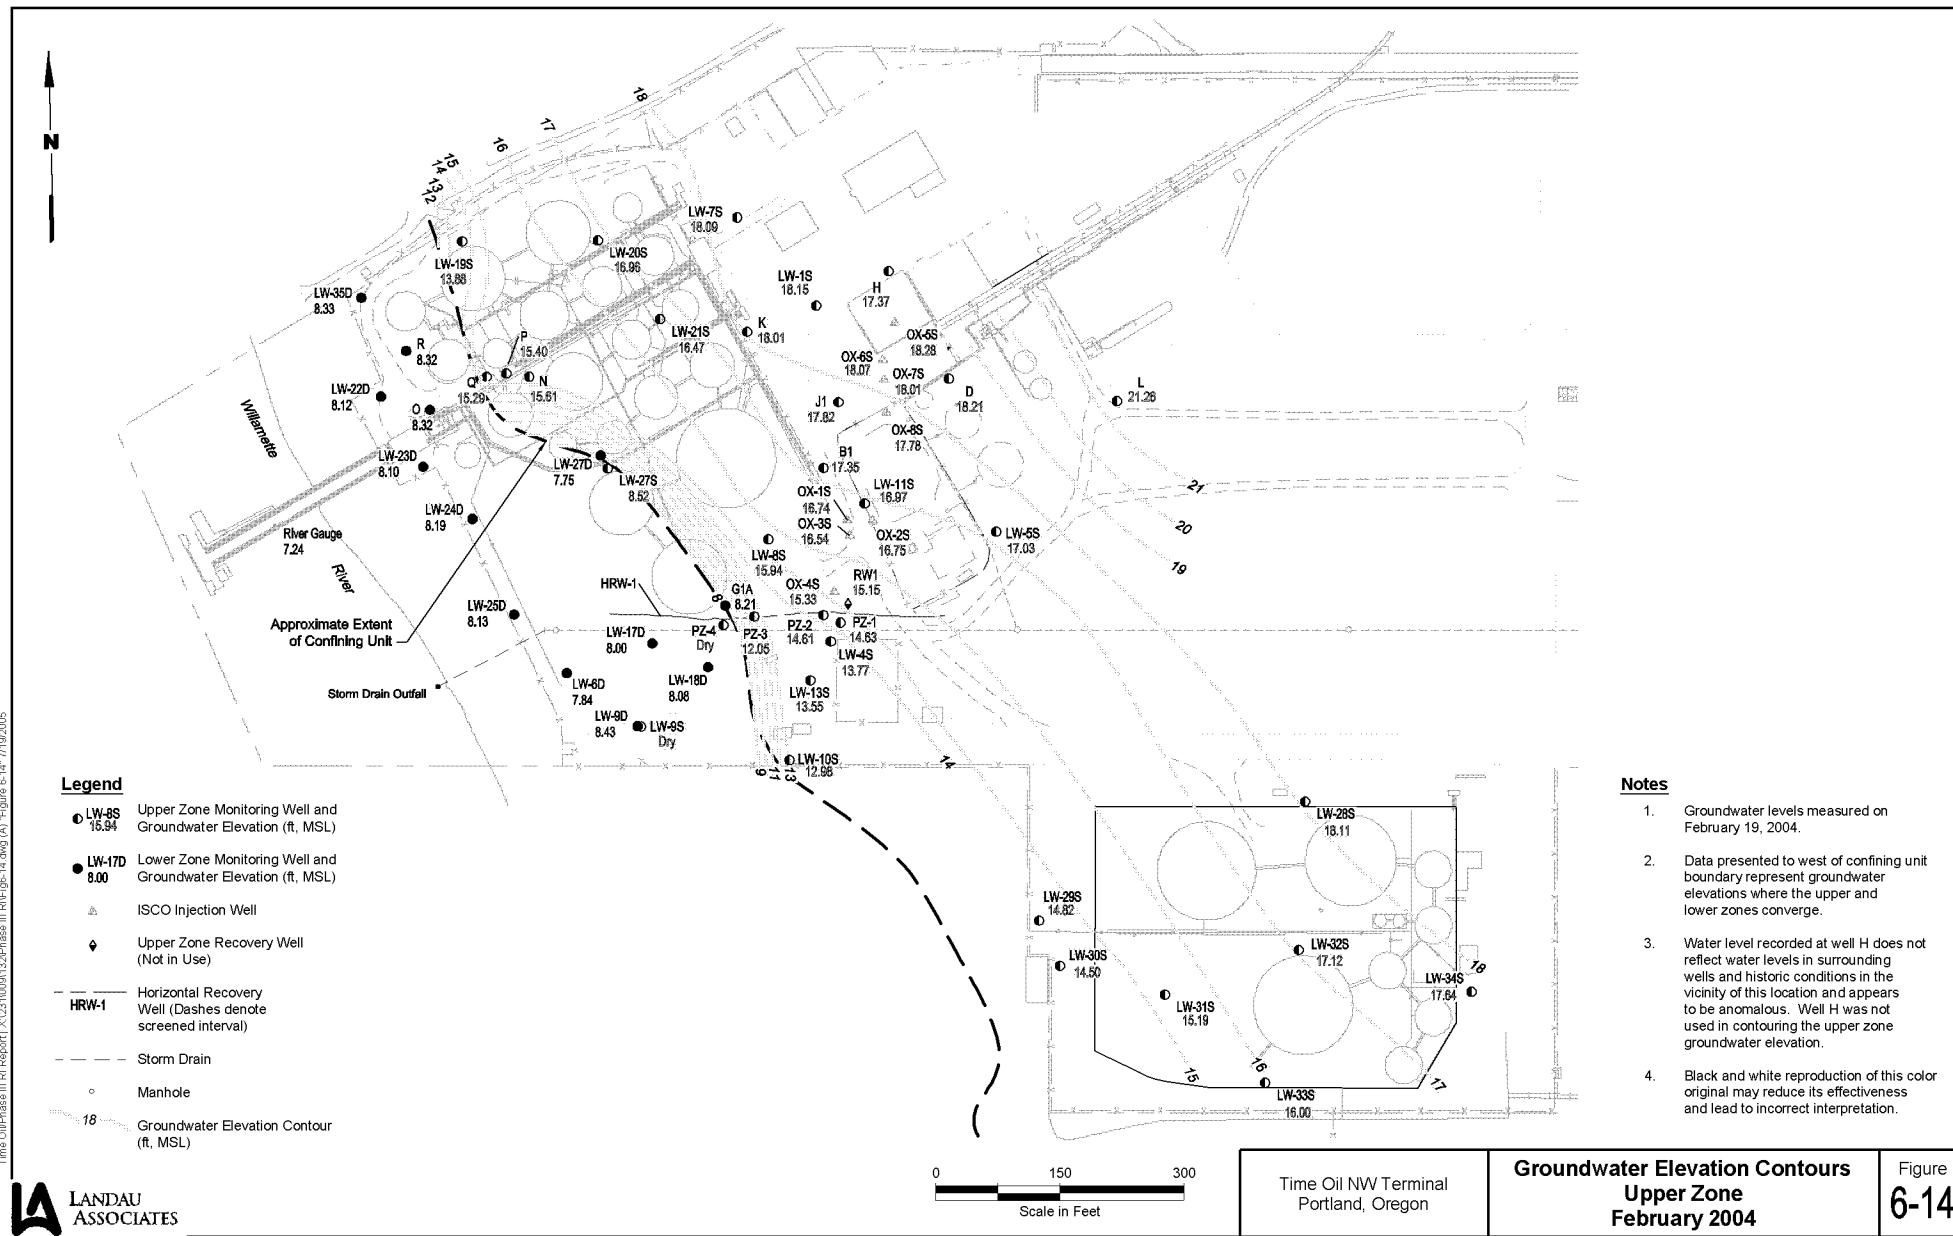 N
18
17
16
15
14
13
12
LW-7S
18.09
LW-20S
16.96
LW-19S
13.88
LW-1S
18.15
H
17.37
LW-35D
8.33
K
18.01
LW-21S
16.47
OX-5S
18.28
P
15.40
R
8.32
OX-6S
18.07
OX-7S
18.01
Q
15.29
N
15.61
LW-22D
8.12
D
18.21
L
21.26
J1
17.82
O
8.32
OX-8S
17.78
Willamette
River
LW-23D
8.10
B1
17.35
LW-27D
7.75
LW-27S
8.52
OX-1S
16.74
LW-11S
16.97
21
20
19
LW-24D
8.19
OX-3S
16.54
OX-2S
16.75
LW-5S
17.03
River Gauge
7.24
LW-8S
15.94
HRW-1
8
G1A
8.21
OX-4S
15.33
RW1
15.15
LW-25D
8.13
Approximate Extent
of Confining Unit
LW-17D
8.00
PZ-4
Dry
PZ-3
12.05
PZ-2
14.61
PZ-1
14.63
LW-4S
13.77
Storm Drain Outfall
LW-6D
7.84
LW-18D
8.08
LW-13S
13.55
LW-9D
8.43
LW-9S
Dry
LW-10S
12.98
9
11
13
14
LW-28S
18.11
LW-29S
14.82
LW-30S
14.50
LW-32S
17.12
LW-34S
17.64
18
LW-31S
15.19
15
16
17
LW-33S
16.00
Legend
LW-8S
15.94
Upper Zone Monitoring Well and
Groundwater Elevation (ft, MSL)
LW-17D
8.00
Lower Zone Monitoring Well and
Groundwater Elevation (ft, MSL)
ISCO Injection Well
Upper Zone Recovery Well
(Not in Use)
HRW-1
Horizontal Recovery
Well (Dashes denote
screened interval)
Storm Drain
Manhole
18
Groundwater Elevation Contour
(ft, MSL)
Notes
1. Groundwater levels measured on
February 19, 2004.
2. Data presented to west of confining unit
boundary represent groundwater
elevations where the upper and
lower zones converge.
3. Water level recorded at well H does not
reflect water levels in surrounding
wells and historic conditions in the
vicinity of this location and appears
to be anomalous. Well H was not
used in contouring the upper zone
groundwater elevation.
4. Black and white reproduction of this color
original may reduce its effectiveness
and lead to incorrect interpretation.
LANDAU
ASSOCIATES
0 150 300
Scale in Feet
Time Oil NW Terminal
Portland, Oregon
Groundwater Elevation Contours
Upper Zone
February 2004
Figure
6-14